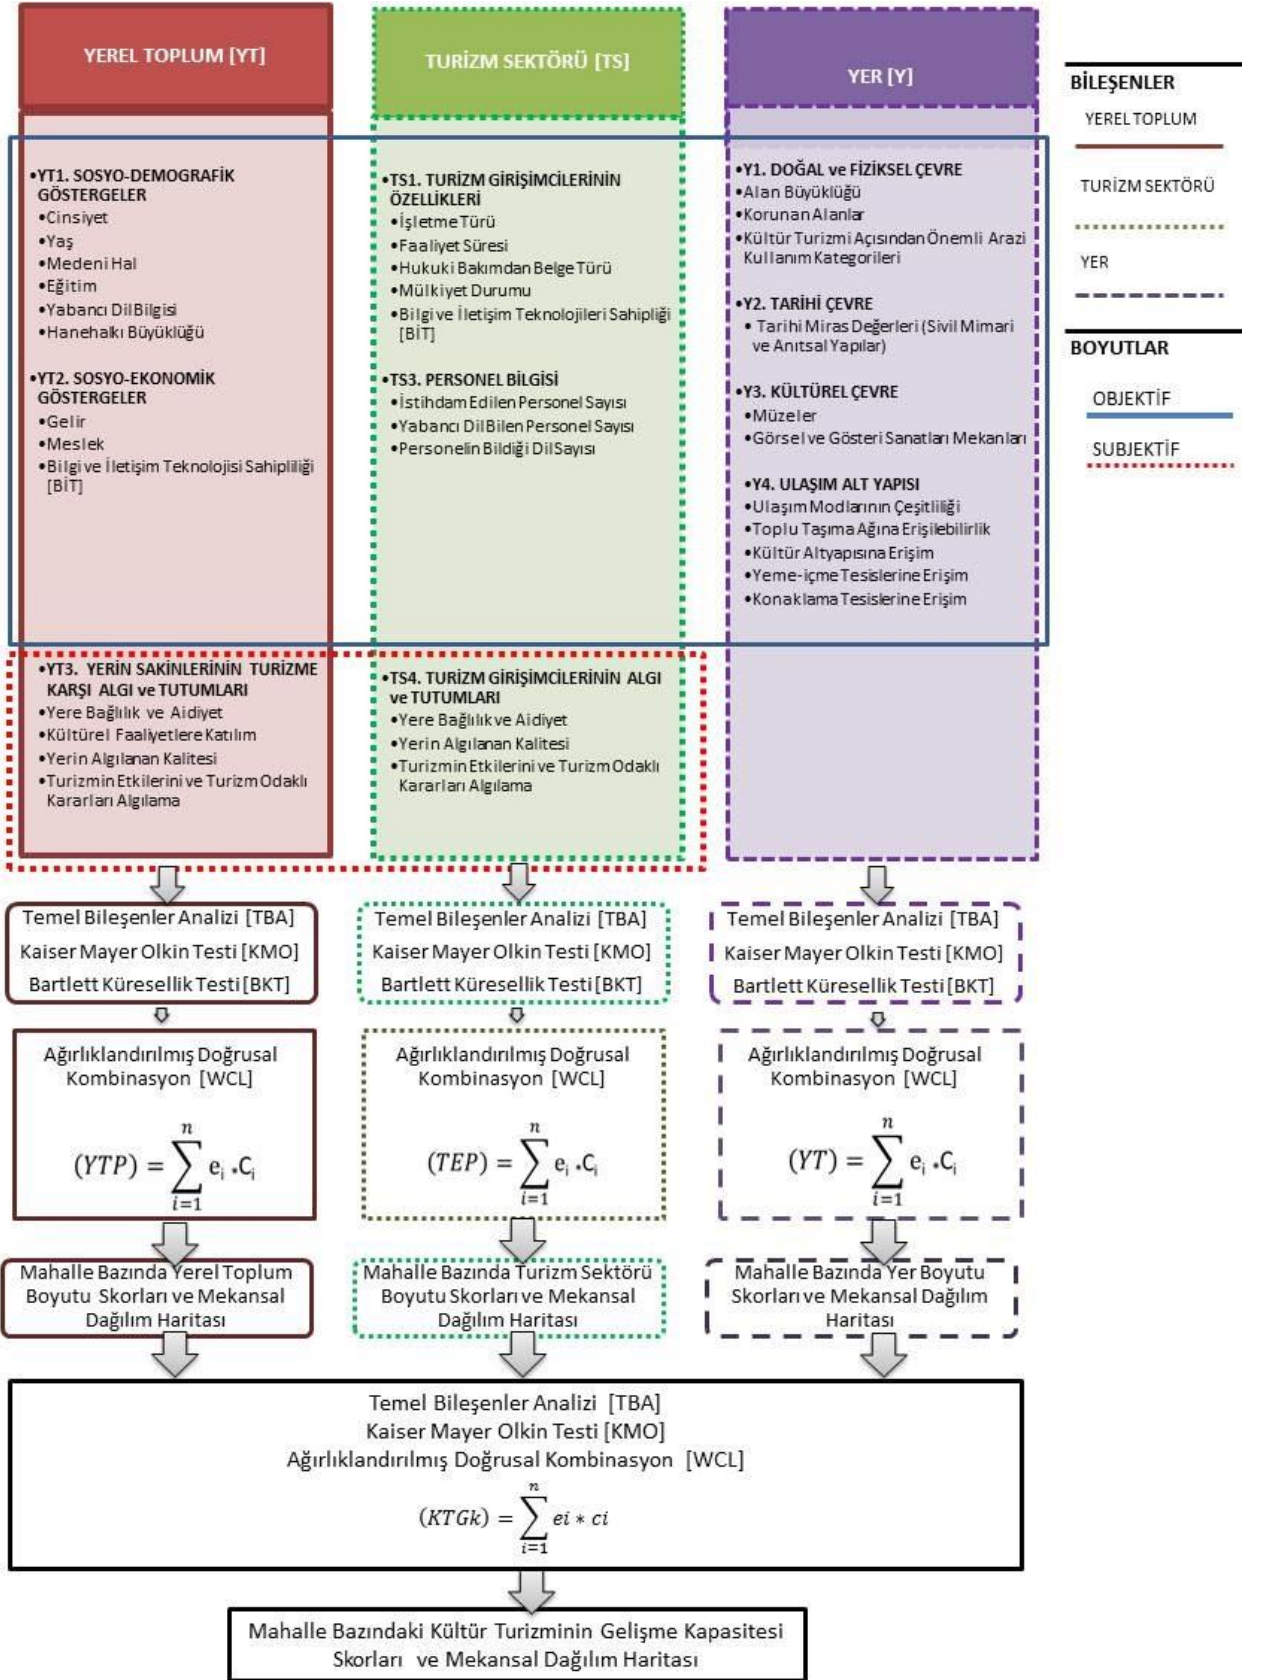 YEREL TOPLUM [YT]
•YT1. SOSYO-DEMOGRAFİK
GÖSTERGELER
•Cinsiyet
•Yaş
•Medeni Hal
•Eğitim
•Yabancı Dil Bilgisi
•Hanehalkı Büyüklüğü
•YT2. SOSYO-EKONOMİK
GÖSTERGELER
•Gelir
•Meslek
•Bilgi ve İletişim Teknolojisi Sahipliliği
[BİT]
•YT3. YERİN SAKİNLERİNİN TURİZME
KARŞI ALGI ve TUTUMLARI
•Yere Bağlılık ve Aidiyet
•Kültürel Faaliyetlere Katılım
•Yerin Algılanan Kalitesi
•Turizmin Etkilerini ve Turizm Odaklı
Kararları Algılama
TURİZM SEKTÖRÜ [TS]
•TS1. TURİZM GİRİŞİMCİLERİNİN
ÖZELLİKLERİ
•İşletme Türü
•Faaliyet Süresi
•Hukuki Bakımdan Belge Türü
•Mülkiyet Durumu
•Bilgi ve İletişim Teknolojileri Sahipliği
[BİT]
•TS3. PERSONEL BİLGİSİ
•İstihdam Edilen Personel Sayısı
•Yabancı Dil Bilen Personel Sayısı
•Personelin Bildiği Dil Sayısı
•TS4. TURİZM GİRİŞİMCİLERİNİN ALGI
ve TUTUMLARI
•Yere Bağlılık ve Aidiyet
•Yerin Algılanan Kalitesi
•Turizmin Etkilerini ve Turizm Odaklı
Kararları Algılama
YER [Y]
•Y1. DOĞAL ve FİZİKSEL ÇEVRE
•Alan Büyüklüğü
•Korunan Alanlar
•Kültür Turizmi Açısından Önemli Arazi
Kullanım Kategorileri
•Y2. TARİHİ ÇEVRE
• Tarihi Miras Değerleri (Sivil Mimari
ve Anıtsal Yapılar)
•Y3. KÜLTÜREL ÇEVRE
•Müzeler
•Görsel ve Gösteri Sanatları Mekanları
•Y4. ULAŞIM ALT YAPISI
•Ulaşım Modlarının Çeşitliliği
•Toplu Taşıma Ağına Erişilebilirlik
•Kültür Altyapısına Erişim
•Yeme-içme Tesislerine Erişim
•Konaklama Tesislerine Erişim
BİLEŞENLER
YEREL TOPLUM
TURİZM SEKTÖRÜ
YER
BOYUTLAR
OBJEKTİF
SUBJEKTİF
Temel Bileşenler Analizi [TBA]
Kaiser Mayer Olkin Testi [KMO]
Bartlett Küresellik Testi [BKT]
Temel Bileşenler Analizi [TBA]
Kaiser Mayer Olkin Testi [KMO]
Bartlett Küresellik Testi [BKT]
Temel Bileşenler Analizi [TBA]
Kaiser Mayer Olkin Testi [KMO]
Bartlett Küresellik Testi [BKT]
Ağırlıklandırılmış Doğrusal
Kombinasyon [WCL]
(YTP) = ∑_{i=1}^{n} e_i .C_i
Ağırlıklandırılmış Doğrusal
Kombinasyon [WCL]
(TEP) = ∑_{i=1}^{n} e_i .C_i
Ağırlıklandırılmış Doğrusal
Kombinasyon [WCL]
(YT) = ∑_{i=1}^{n} e_i .C_i
Mahalle Bazında Yerel Toplum
Boyutu Skorları ve Mekansal
Dağılım Haritası
Mahalle Bazında Turizm Sektörü
Boyutu Skorları ve Mekansal
Dağılım Haritası
Mahalle Bazında Yer Boyutu
Skorları ve Mekansal Dağılım
Haritası
Temel Bileşenler Analizi [TBA]
Kaiser Mayer Olkin Testi [KMO]
Ağırlıklandırılmış Doğrusal Kombinasyon [WCL]
(KTGk) = ∑_{i=1}^{n} ei * ci
Mahalle Bazındaki Kültür Turizminin Gelişme Kapasitesi
Skorları ve Mekansal Dağılım Haritası